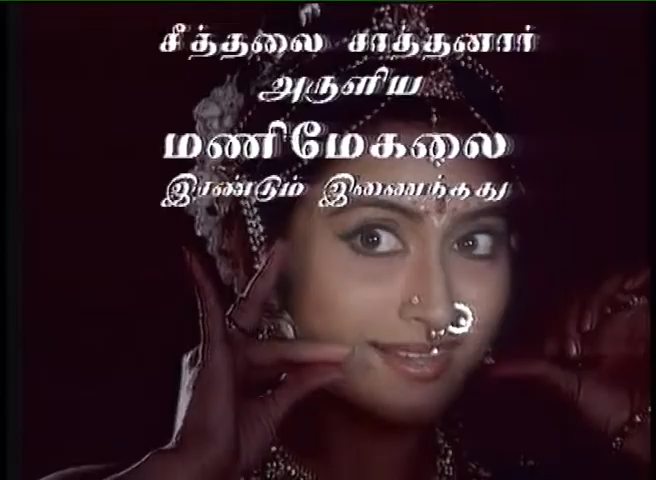 சீத்தலை சாத்தனார்
அருளிய
மணிமேகலை
இரண்டும் இணைந்தது